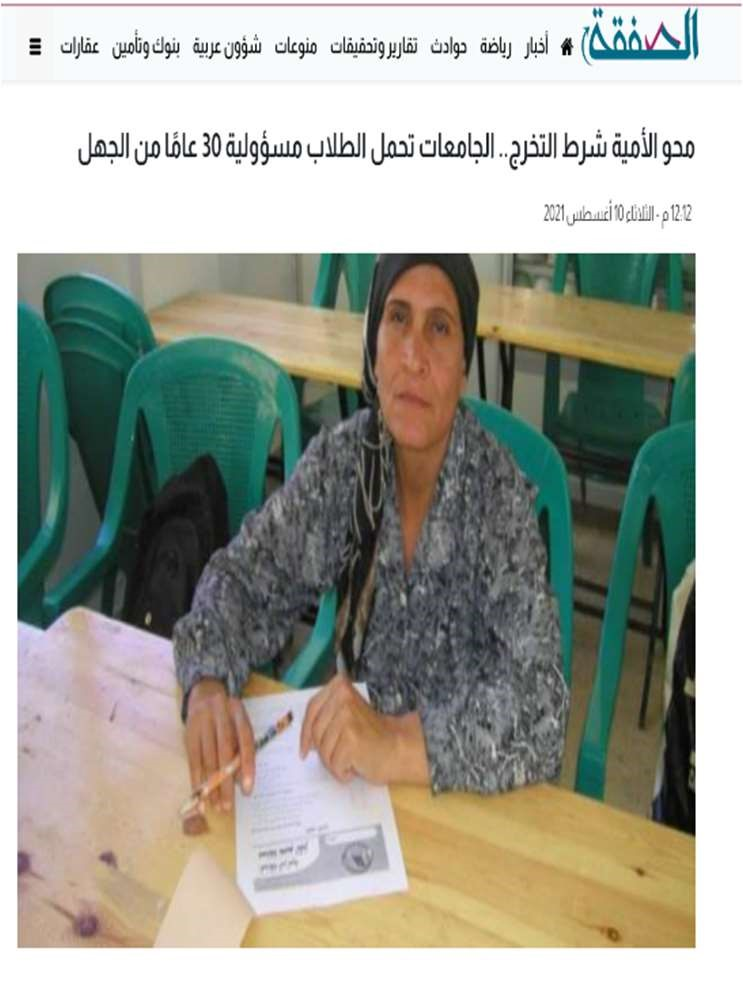 الصفقة
أخبار رياضة حوادث تقارير وتحقيقات منوعات شؤون عربية بنوك وتأمين عقارات
محو الأمية شرط التخرج.. الجامعات تحمل الطلاب مسؤولية 30 عامًا من الجهل
12:12 م - الثلاثاء 10 أغسطس 2021